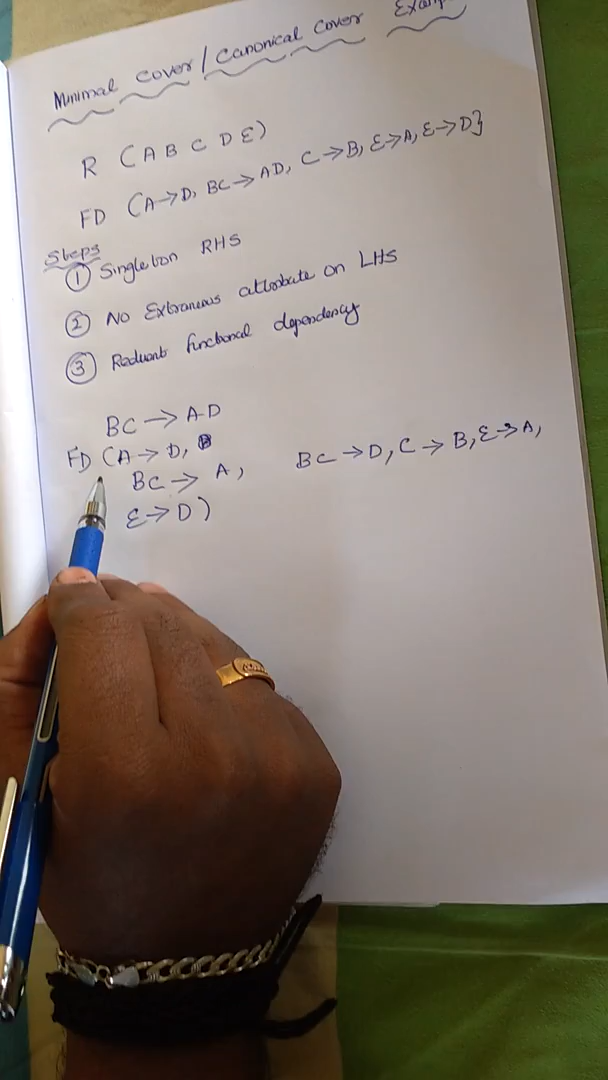 Minimal Cover / Canonical Cover
R (A B C D E)
FD (A→D, BC→AD, C→B, E→A, E→D}
Steps
① Singleton RHS
② No Extraneous attribute on LHS
③ Reduant functional dependency
BC → AD
FD (A→D,
BC → A, BC→D, C→B, E→A,
E→D)